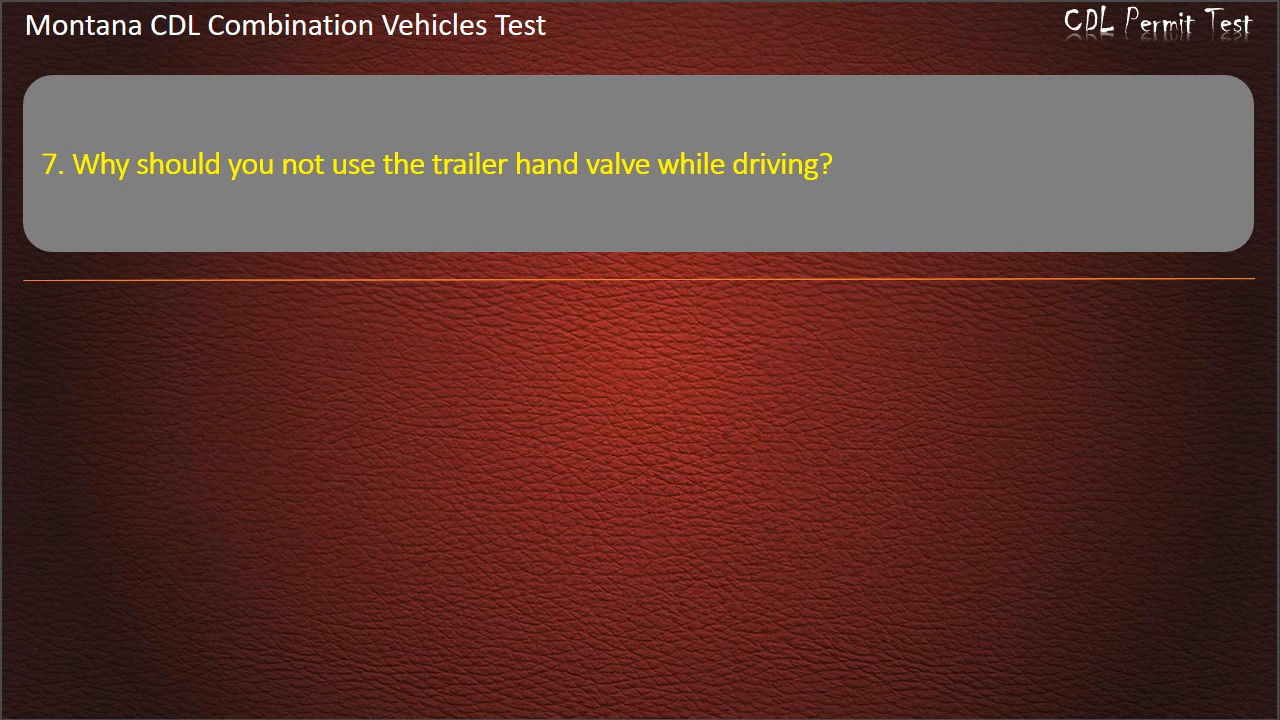 Montana CDL Combination Vehicles Test
CDL Permit Test
7. Why should you not use the trailer hand valve while driving?